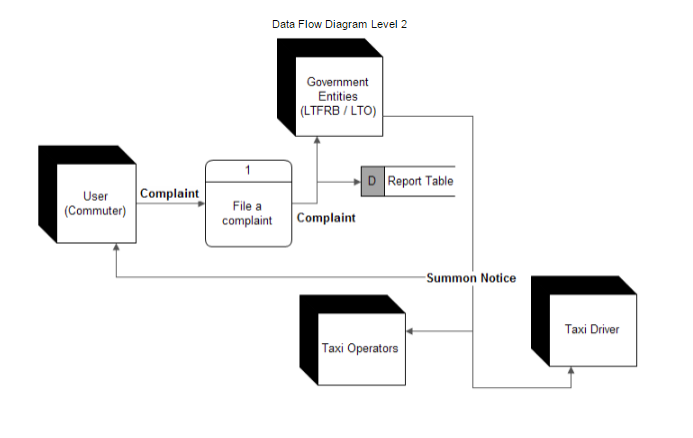 Data Flow Diagram Level 2
Government
Entities
(LTFRB / LTO)
1
D Report Table
User
(Commuter)
Complaint
File a
complaint
Complaint
Summon Notice
Taxi Driver
Taxi Operators